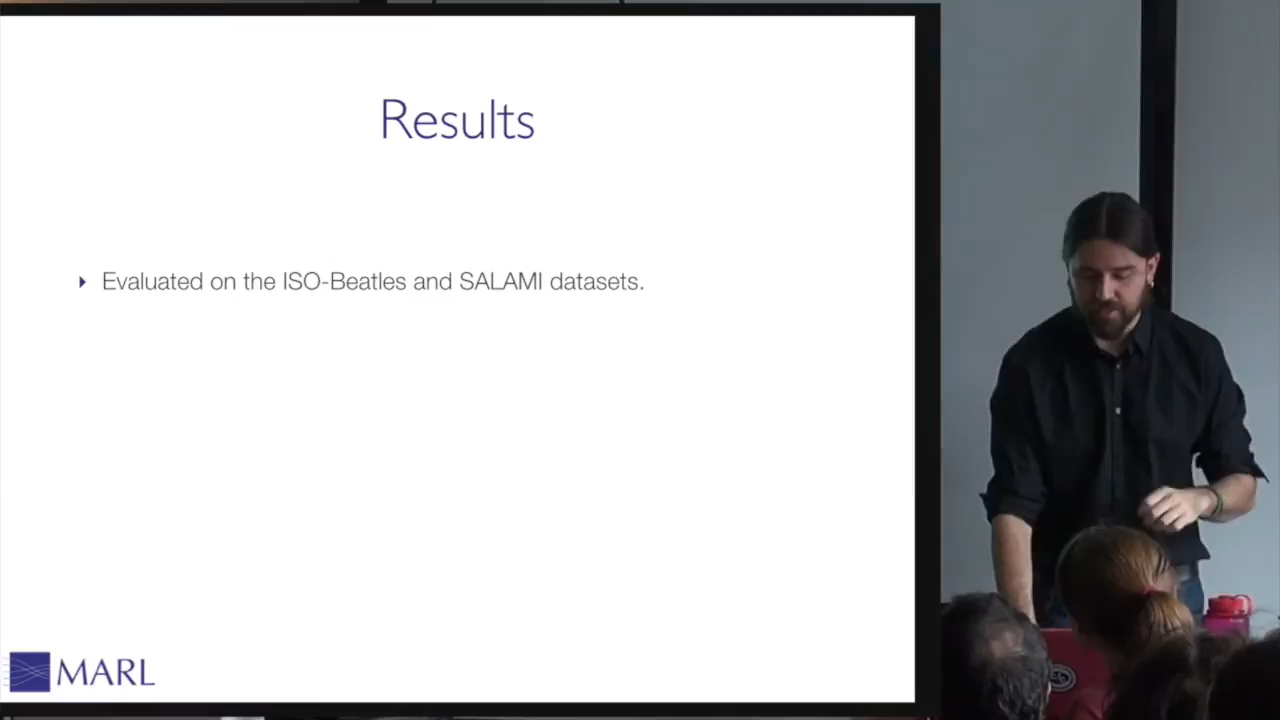 Results
Evaluated on the ISO-Beatles and SALAMI datasets.
MARL